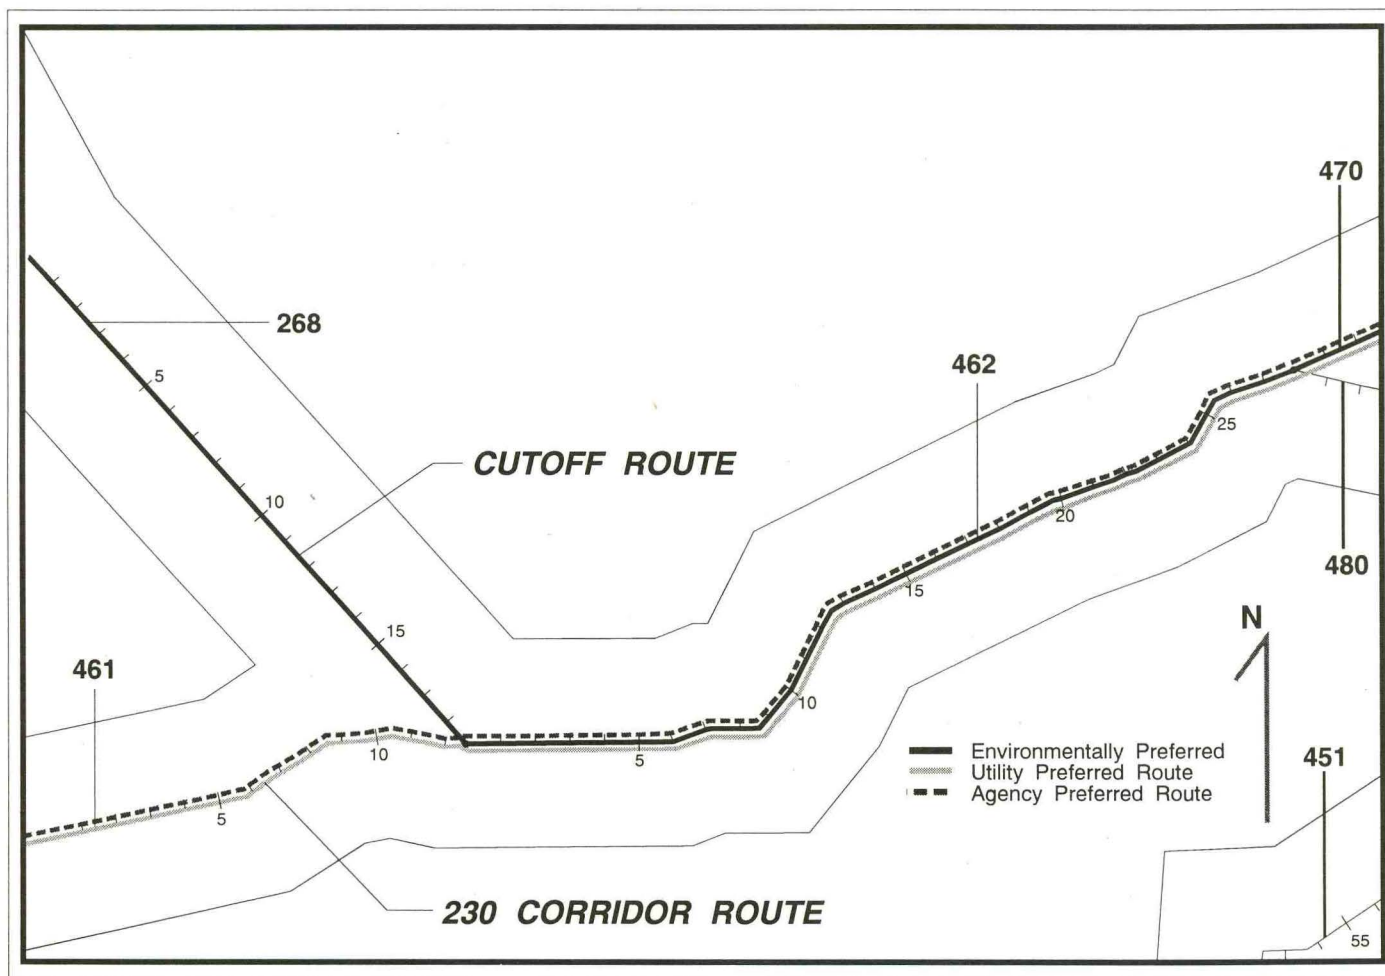 470
268
5
462
CUTOFF ROUTE
25
10
20
480
15
15
N
461
10
10
5
5
Environmentally Preferred
Utility Preferred Route
Agency Preferred Route
451
230 CORRIDOR ROUTE
55